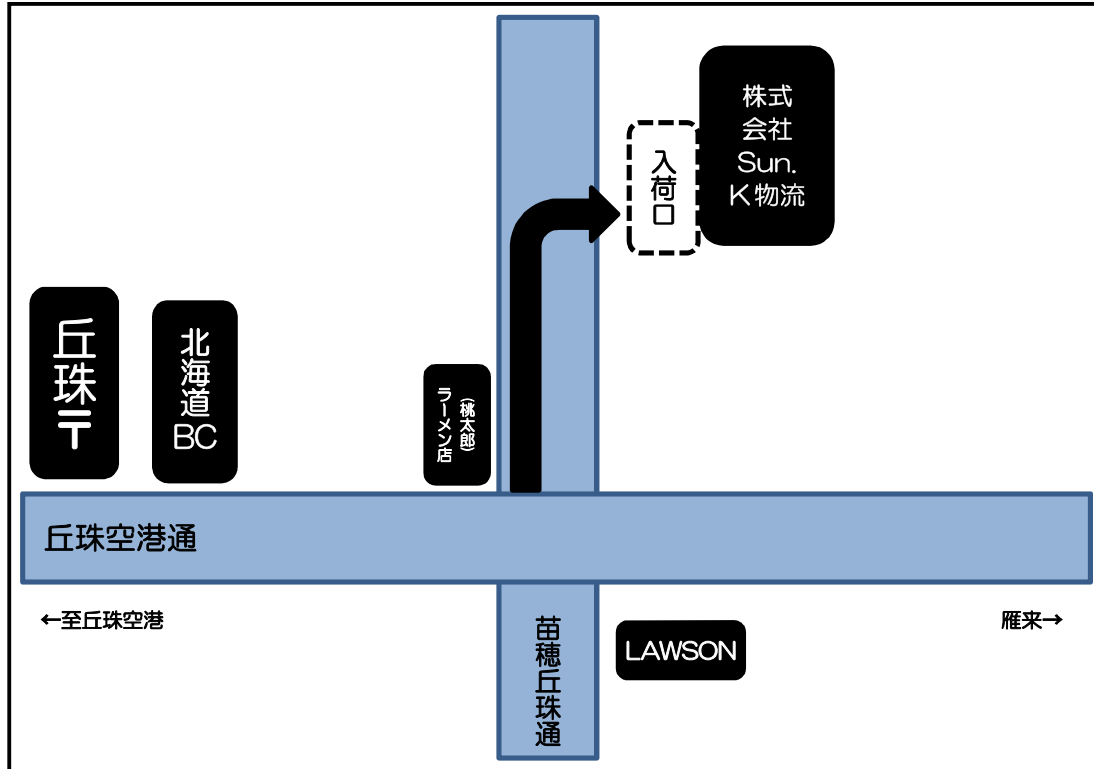 株式
会社
Sun.
K物流
入荷口
丘珠〒
北海道BC
(桃太郎)
ラーメン店
丘珠空港通
←至丘珠空港
雁来→
苗穂丘珠通
LAWSON